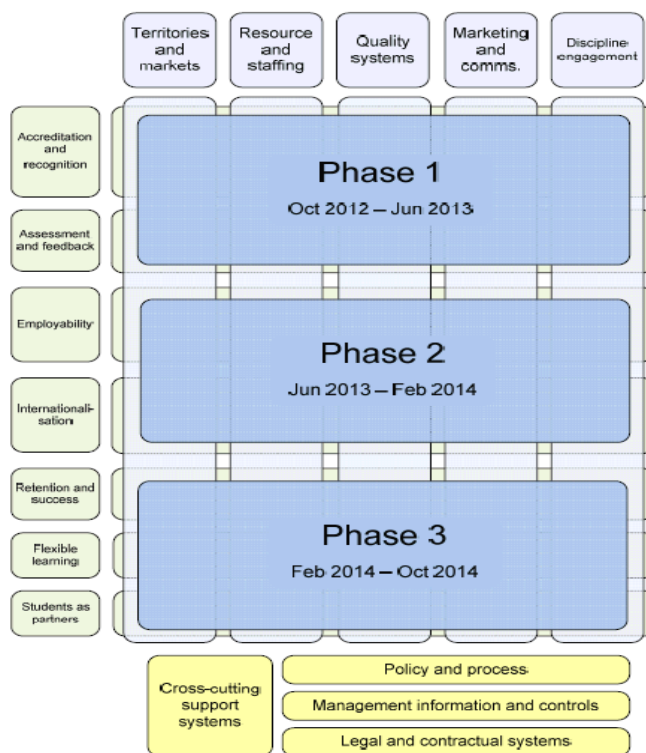 Territories
and
markets
Resource
and
staffing
Quality
systems
Marketing
and
comms.
Discipline
engagement
Accreditation
and
recognition
Phase 1
Oct 2012 – Jun 2013
Assessment
and feedback
Employability
Phase 2
Jun 2013 – Feb 2014
Internationali-
sation
Retention and
success
Phase 3
Feb 2014 – Oct 2014
Flexible
learning
Students as
partners
Cross-cutting
support
systems
Policy and process
Management information and controls
Legal and contractual systems